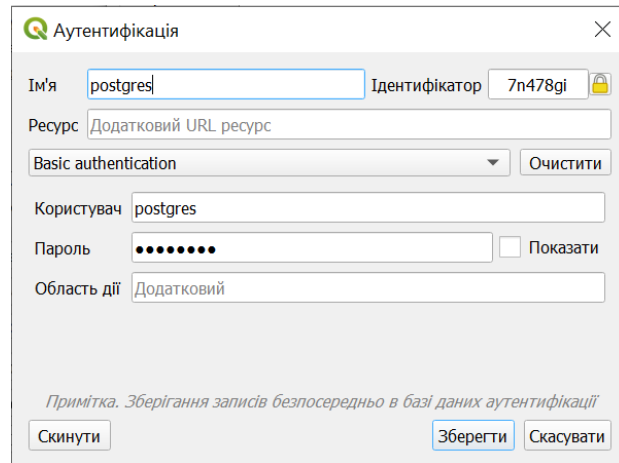 Аутентифікація
Ім'я postgres Ідентифікатор 7n478gi
Ресурс Додатковий URL ресурс
Basic authentication Очистити
Користувач postgres
Пароль ●●●●●●●● Показати
Область дії Додатковий
Примітка. Зберігання записів безпосередньо в базі даних аутентифікації
Скинути Зберегти Скасувати